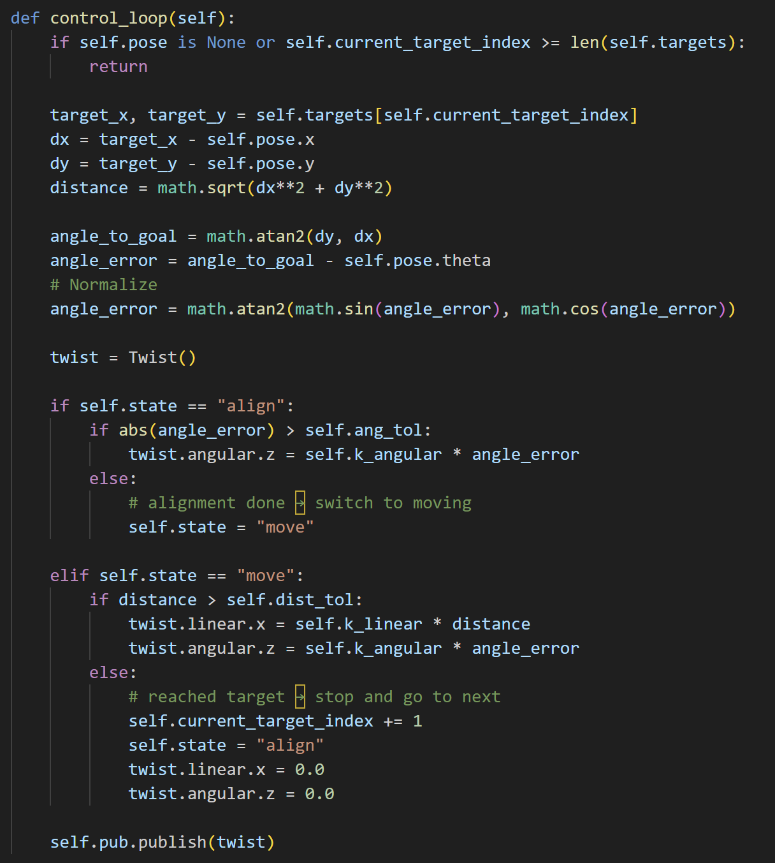 def control_loop(self):
    if self.pose is None or self.current_target_index >= len(self.targets):
        return

    target_x, target_y = self.targets[self.current_target_index]
    dx = target_x - self.pose.x
    dy = target_y - self.pose.y
    distance = math.sqrt(dx**2 + dy**2)

    angle_to_goal = math.atan2(dy, dx)
    angle_error = angle_to_goal - self.pose.theta
    # Normalize
    angle_error = math.atan2(math.sin(angle_error), math.cos(angle_error))

    twist = Twist()

    if self.state == "align":
        if abs(angle_error) > self.ang_tol:
            twist.angular.z = self.k_angular * angle_error
        else:
            # alignment done → switch to moving
            self.state = "move"

    elif self.state == "move":
        if distance > self.dist_tol:
            twist.linear.x = self.k_linear * distance
            twist.angular.z = self.k_angular * angle_error
        else:
            # reached target → stop and go to next
            self.current_target_index += 1
            self.state = "align"
            twist.linear.x = 0.0
            twist.angular.z = 0.0

    self.pub.publish(twist)